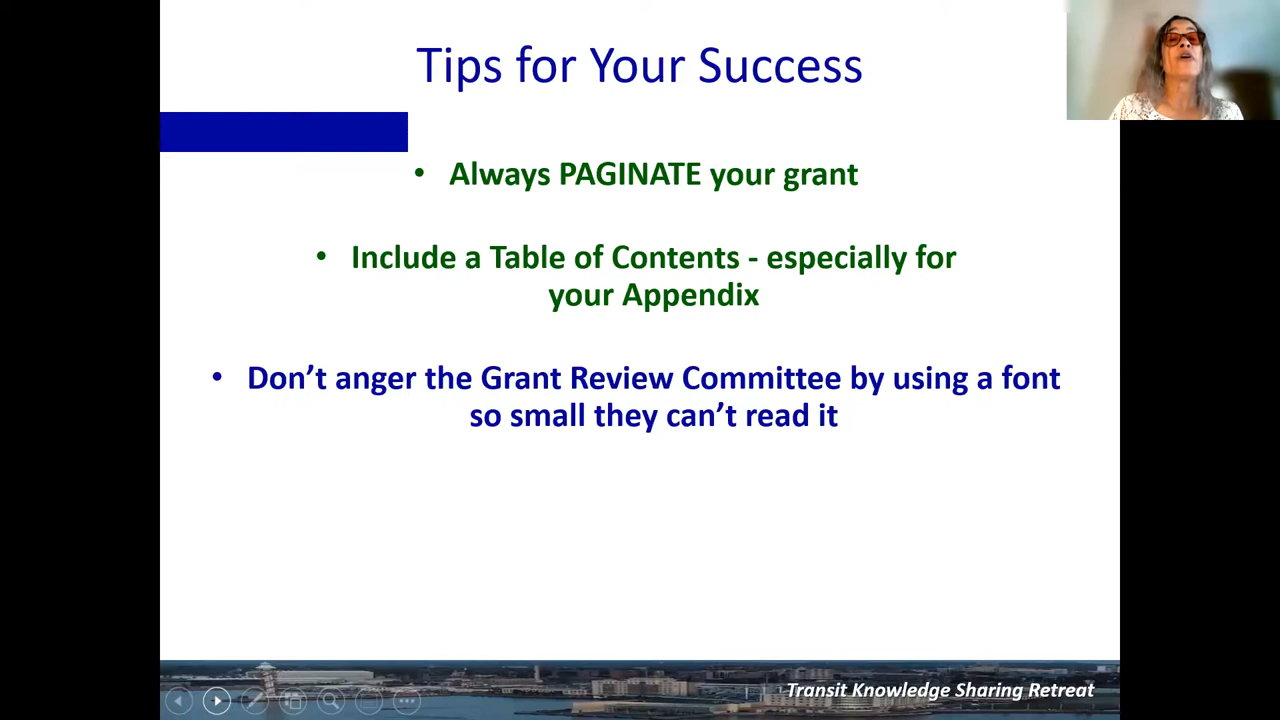 Tips for Your Success
• Always PAGINATE your grant
• Include a Table of Contents - especially for
your Appendix
• Don’t anger the Grant Review Committee by using a font
so small they can’t read it
Transit Knowledge Sharing Retreat